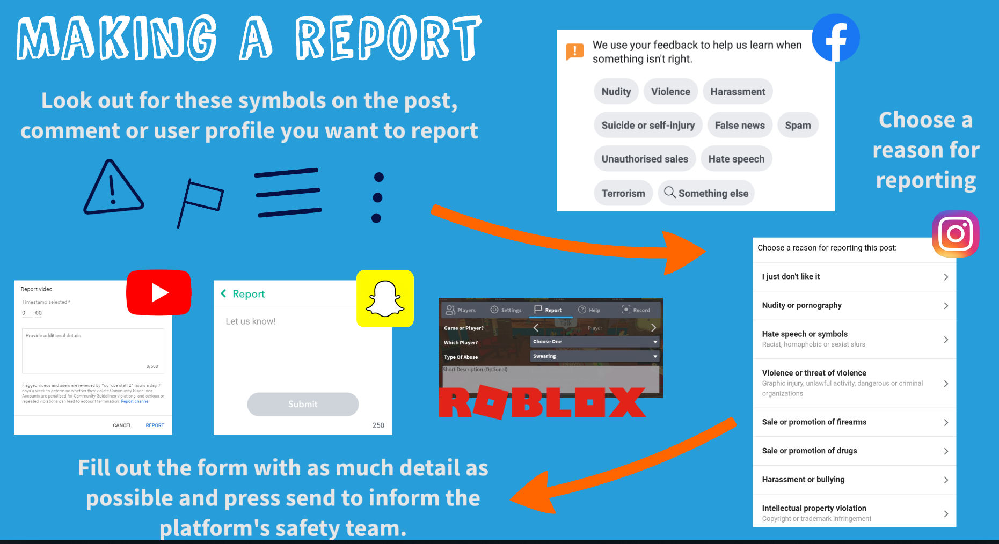 MAKING A REPORT
Look out for these symbols on the post,
comment or user profile you want to report
We use your feedback to help us learn when
something isn't right.
Nudity Violence Harassment
Suicide or self-injury False news Spam
Unauthorised sales Hate speech
Terrorism Something else
Choose a
reason for
reporting
Choose a reason for reporting this post:
I just don't like it
Nudity or pornography
Hate speech or symbols
Racist, homophobic or sexist slurs
Violence or threat of violence
Graphic injury, unlawful activity, dangerous or criminal
organizations
Sale or promotion of firearms
Sale or promotion of drugs
Harassment or bullying
Intellectual property violation
Copyright or trademark infringement
Report video
Timestamp selected *
0 : 00
Provide additional details
0/500
Flagged videos and users are reviewed by YouTube staff 24 hours a day, 7
days a week to determine whether they violate Community Guidelines.
Accounts are penalised for Community Guidelines violations, and serious or
repeated violations can lead to account termination. Report channel
CANCEL REPORT
Report
Let us know!
Submit
250
Players Settings Report Help Record
Talk
Game or Player? Player
Which Player? Choose One
Type Of Abuse Swearing
Short Description (Optional)
ROBLOX
Fill out the form with as much detail as
possible and press send to inform the
platform's safety team.